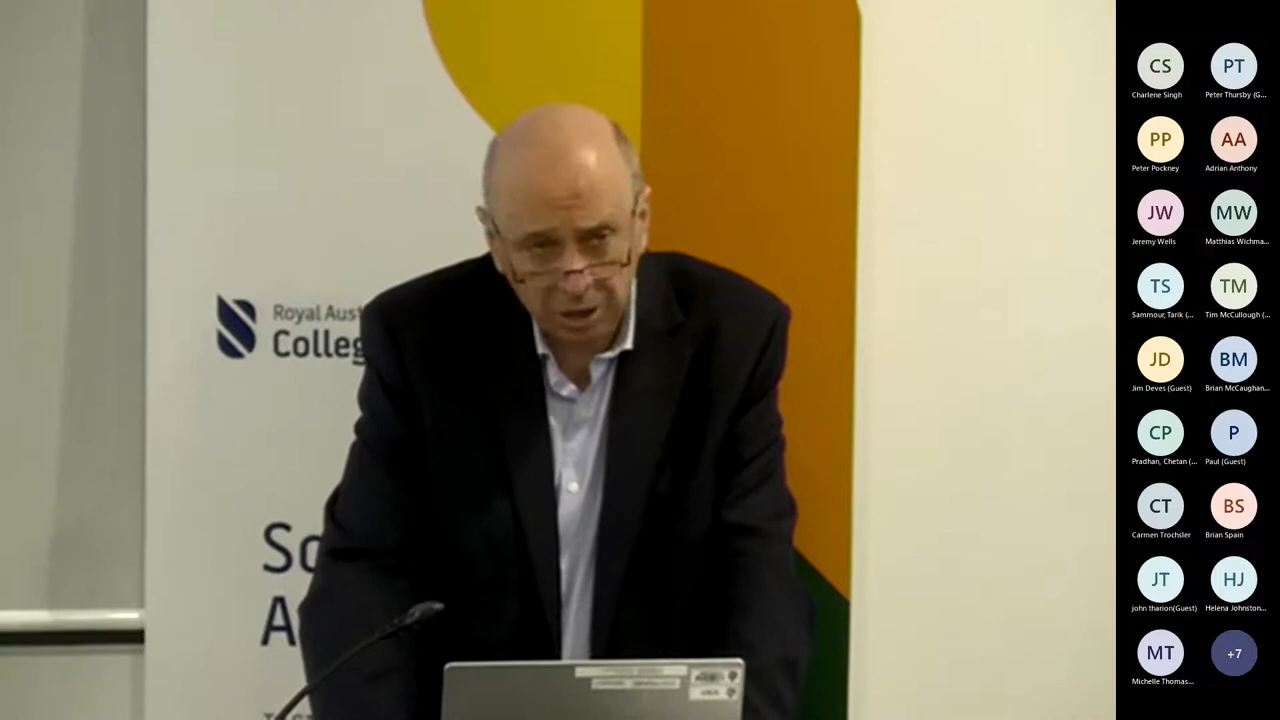 Royal Aust
Colleg
So
A
CS
PT
Charlene Singh
Peter Thursby (G...
PP
AA
Peter Pockney
Adrian Anthony
JW
MW
Jeremy Wells
Matthias Wichma...
TS
TM
Sammour, Tarik (...
Tim McCullough (...
JD
BM
Jim Deves (Guest)
Brian McCaughan...
CP
P
Pradhan, Chetan (...
Paul (Guest)
CT
BS
Carmen Trochsler
Brian Spain
JT
HJ
john tharion(Guest)
Helena Johnston...
MT
+7
Michelle Thomas...